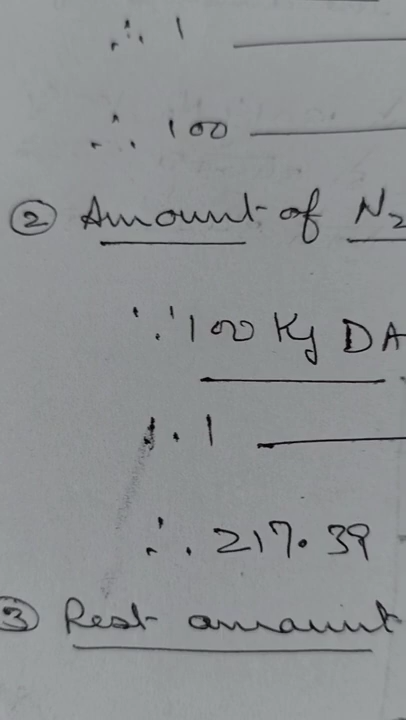 ∴ 1 ———
∴ 100 ———
② Amount of N2
∵ 100 Kg DA
∴ 1 ———
∴ 217.39
③ Rest amount